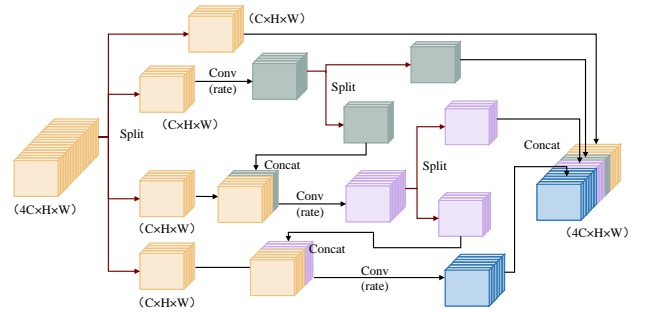 (C×H×W)
Conv
(rate)
Split
(C×H×W)
Split
Concat
Concat
Split
(4C×H×W)
Conv
(rate)
(C×H×W)
(4C×H×W)
Concat
Conv
(rate)
(C×H×W)